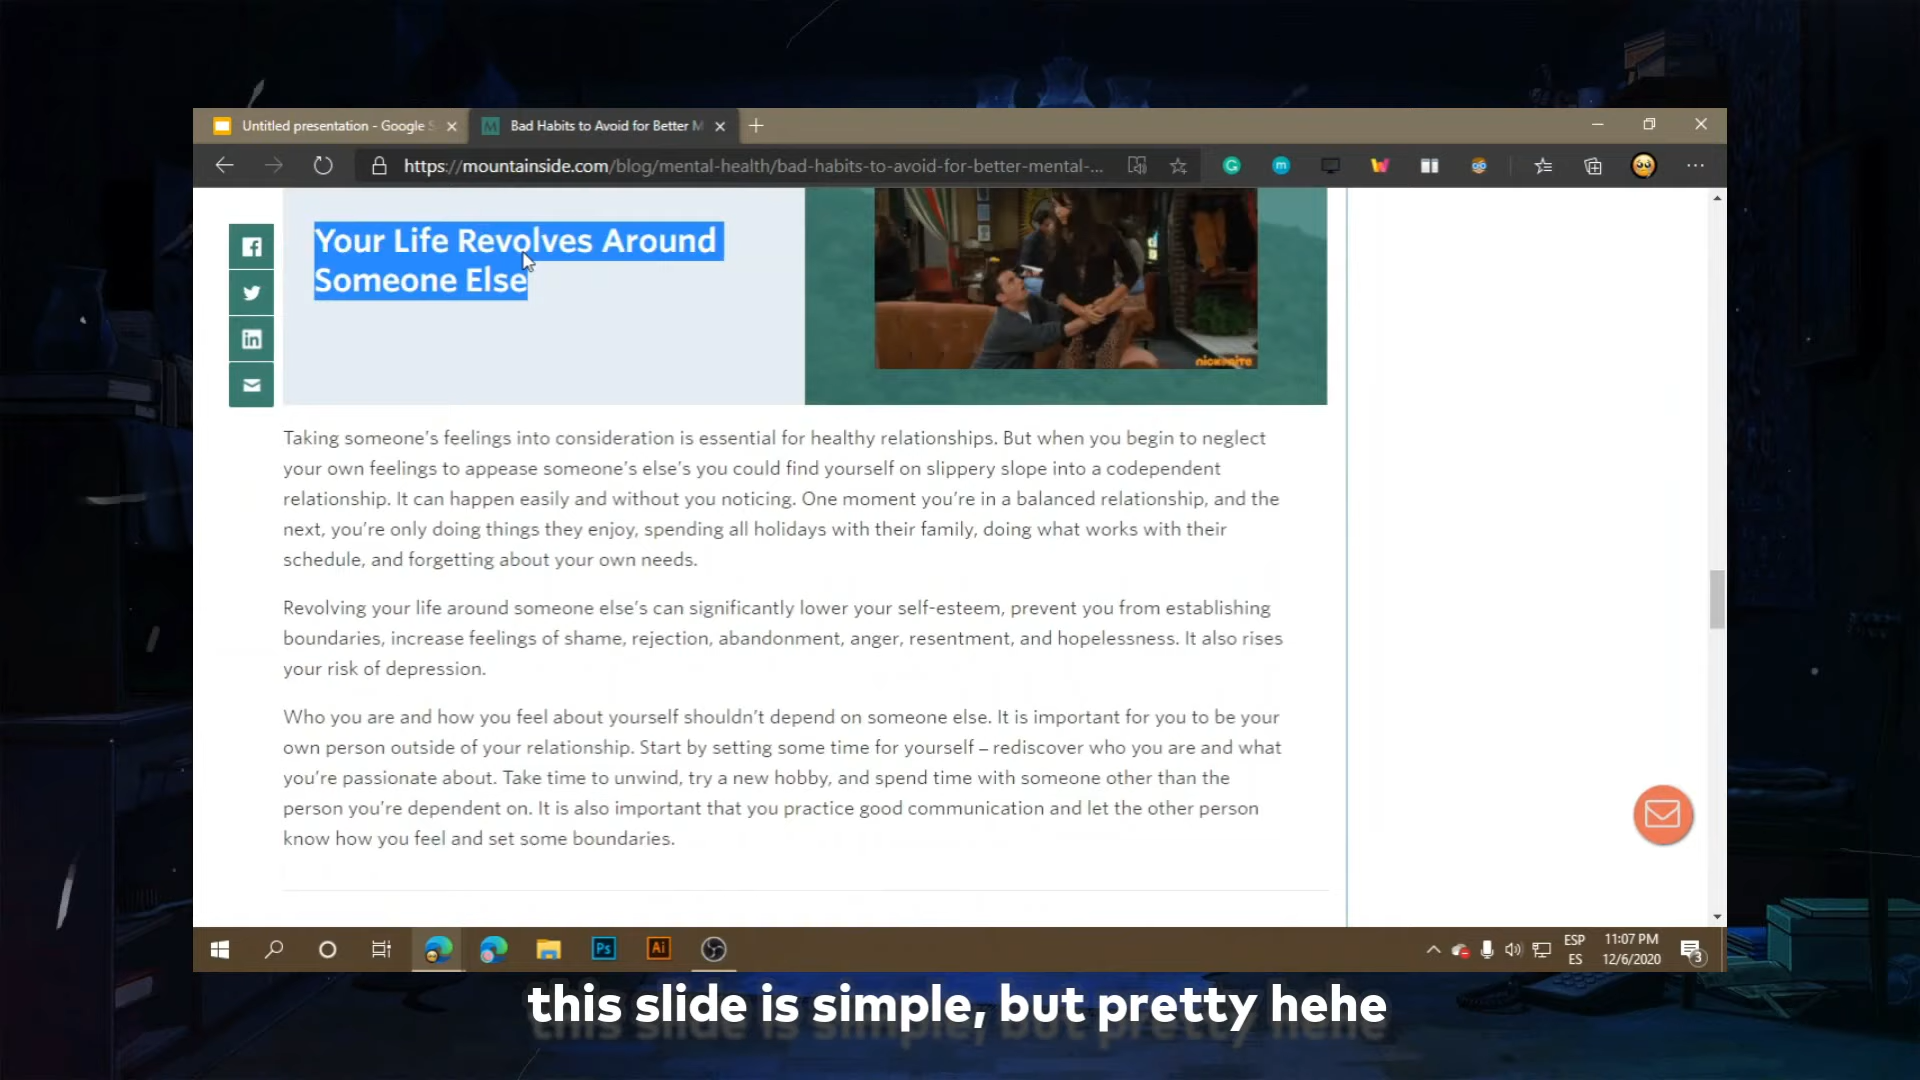 Untitled presentation - Google S
Bad Habits to Avoid for Better M
https://mountainside.com/blog/mental-health/bad-habits-to-avoid-for-better-mental-...
Your Life Revolves Around
Someone Else
nick@nite
Taking someone's feelings into consideration is essential for healthy relationships. But when you begin to neglect
your own feelings to appease someone's else's you could find yourself on slippery slope into a codependent
relationship. It can happen easily and without you noticing. One moment you're in a balanced relationship, and the
next, you're only doing things they enjoy, spending all holidays with their family, doing what works with their
schedule, and forgetting about your own needs.
Revolving your life around someone else's can significantly lower your self-esteem, prevent you from establishing
boundaries, increase feelings of shame, rejection, abandonment, anger, resentment, and hopelessness. It also rises
your risk of depression.
Who you are and how you feel about yourself shouldn't depend on someone else. It is important for you to be your
own person outside of your relationship. Start by setting some time for yourself – rediscover who you are and what
you're passionate about. Take time to unwind, try a new hobby, and spend time with someone other than the
person you're dependent on. It is also important that you practice good communication and let the other person
know how you feel and set some boundaries.
Ps
Ai
ESP
ES
11:07 PM
12/6/2020
3
this slide is simple, but pretty hehe